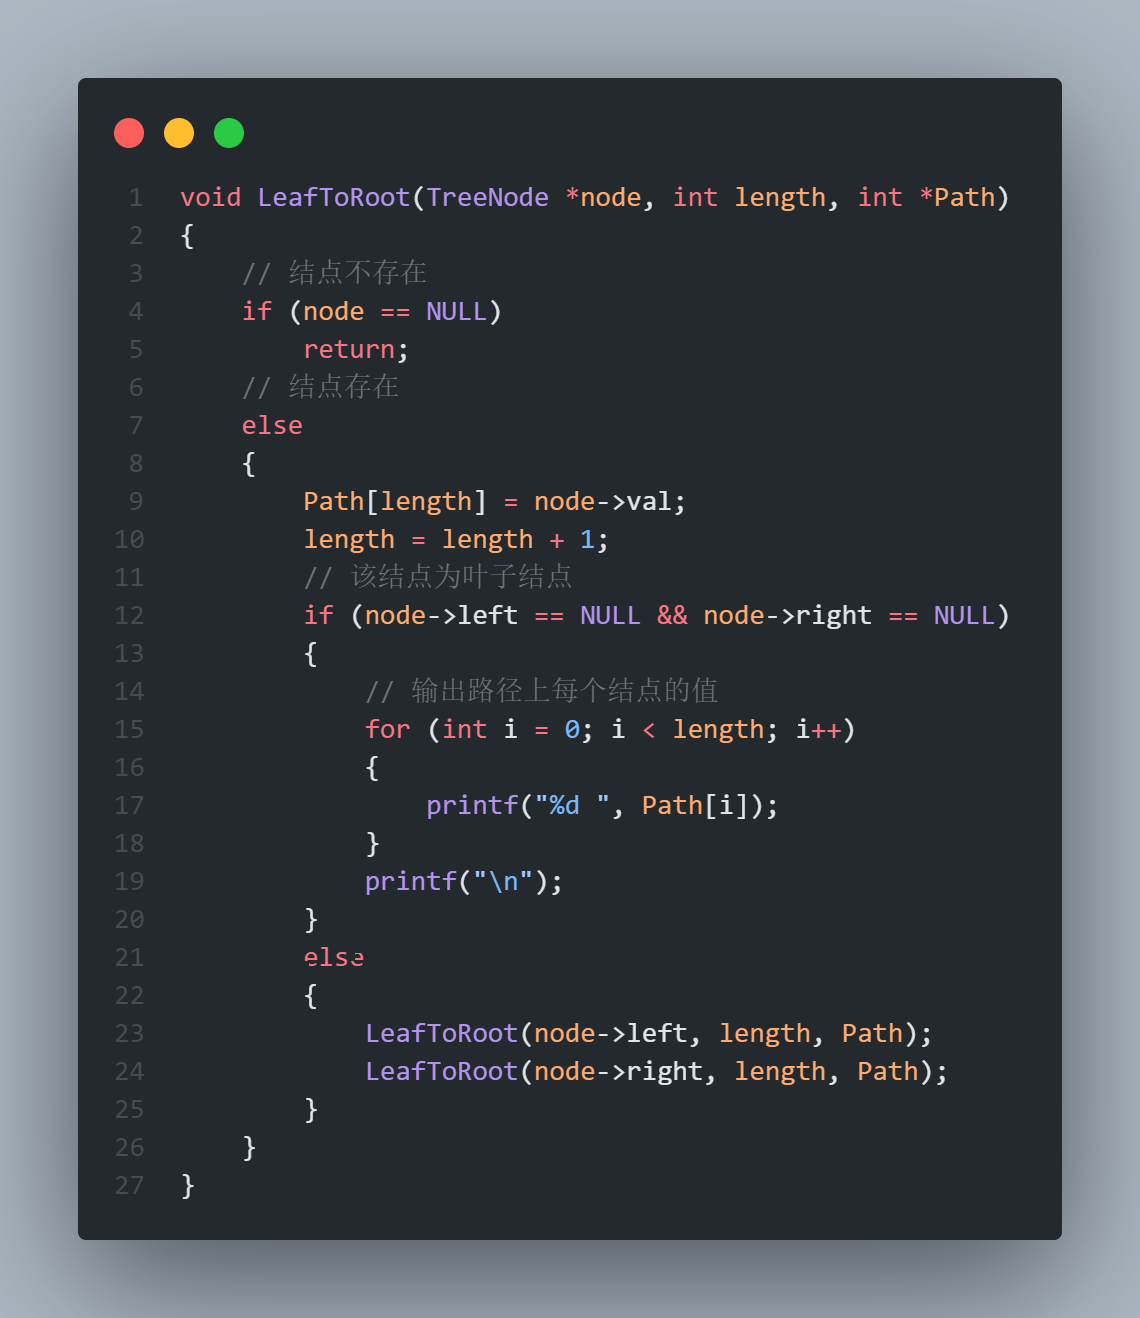 1 void LeafToRoot(TreeNode *node, int length, int *Path)
2 {
3     // 结点不存在
4     if (node == NULL)
5         return;
6     // 结点存在
7     else
8     {
9         Path[length] = node->val;
10         length = length + 1;
11         // 该结点为叶子结点
12         if (node->left == NULL && node->right == NULL)
13         {
14             // 输出路径上每个结点的值
15             for (int i = 0; i < length; i++)
16             {
17                 printf("%d ", Path[i]);
18             }
19             printf("\n");
20         }
21         else
22         {
23             LeafToRoot(node->left, length, Path);
24             LeafToRoot(node->right, length, Path);
25         }
26     }
27 }